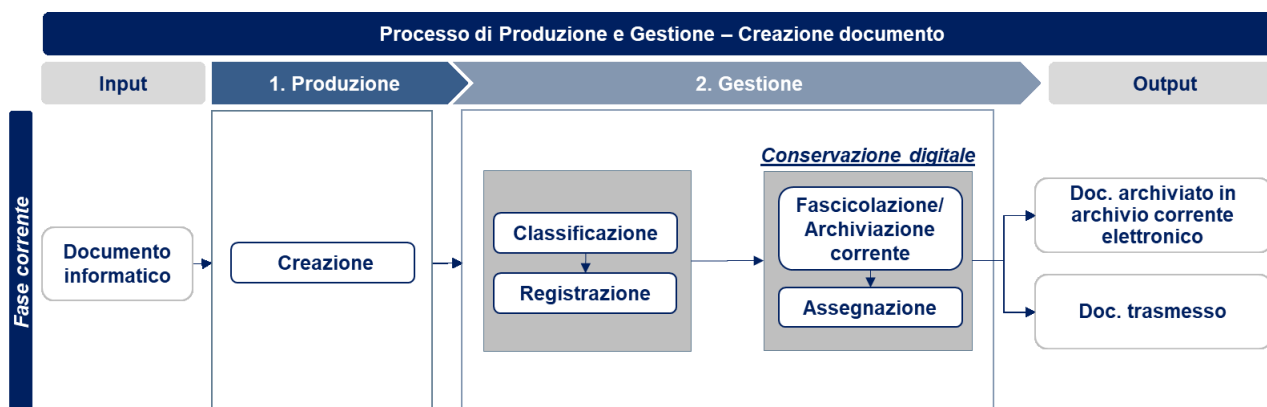 Processo di Produzione e Gestione – Creazione documento
Input
1. Produzione
2. Gestione
Output
Fase corrente
Documento
informatico
Creazione
Classificazione
Registrazione
Conservazione digitale
Fascicolazione/
Archiviazione
corrente
Assegnazione
Doc. archiviato in
archivio corrente
elettronico
Doc. trasmesso